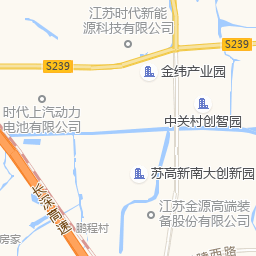 江苏时代新能
源科技有限公司
S239
金纬产业园
S239
时代上汽动力
电池有限公司
中关村创智园
苏高新南大创新园
长深高速
江苏金源高端装
备股份有限公司
鹏程村
房家
陵西路